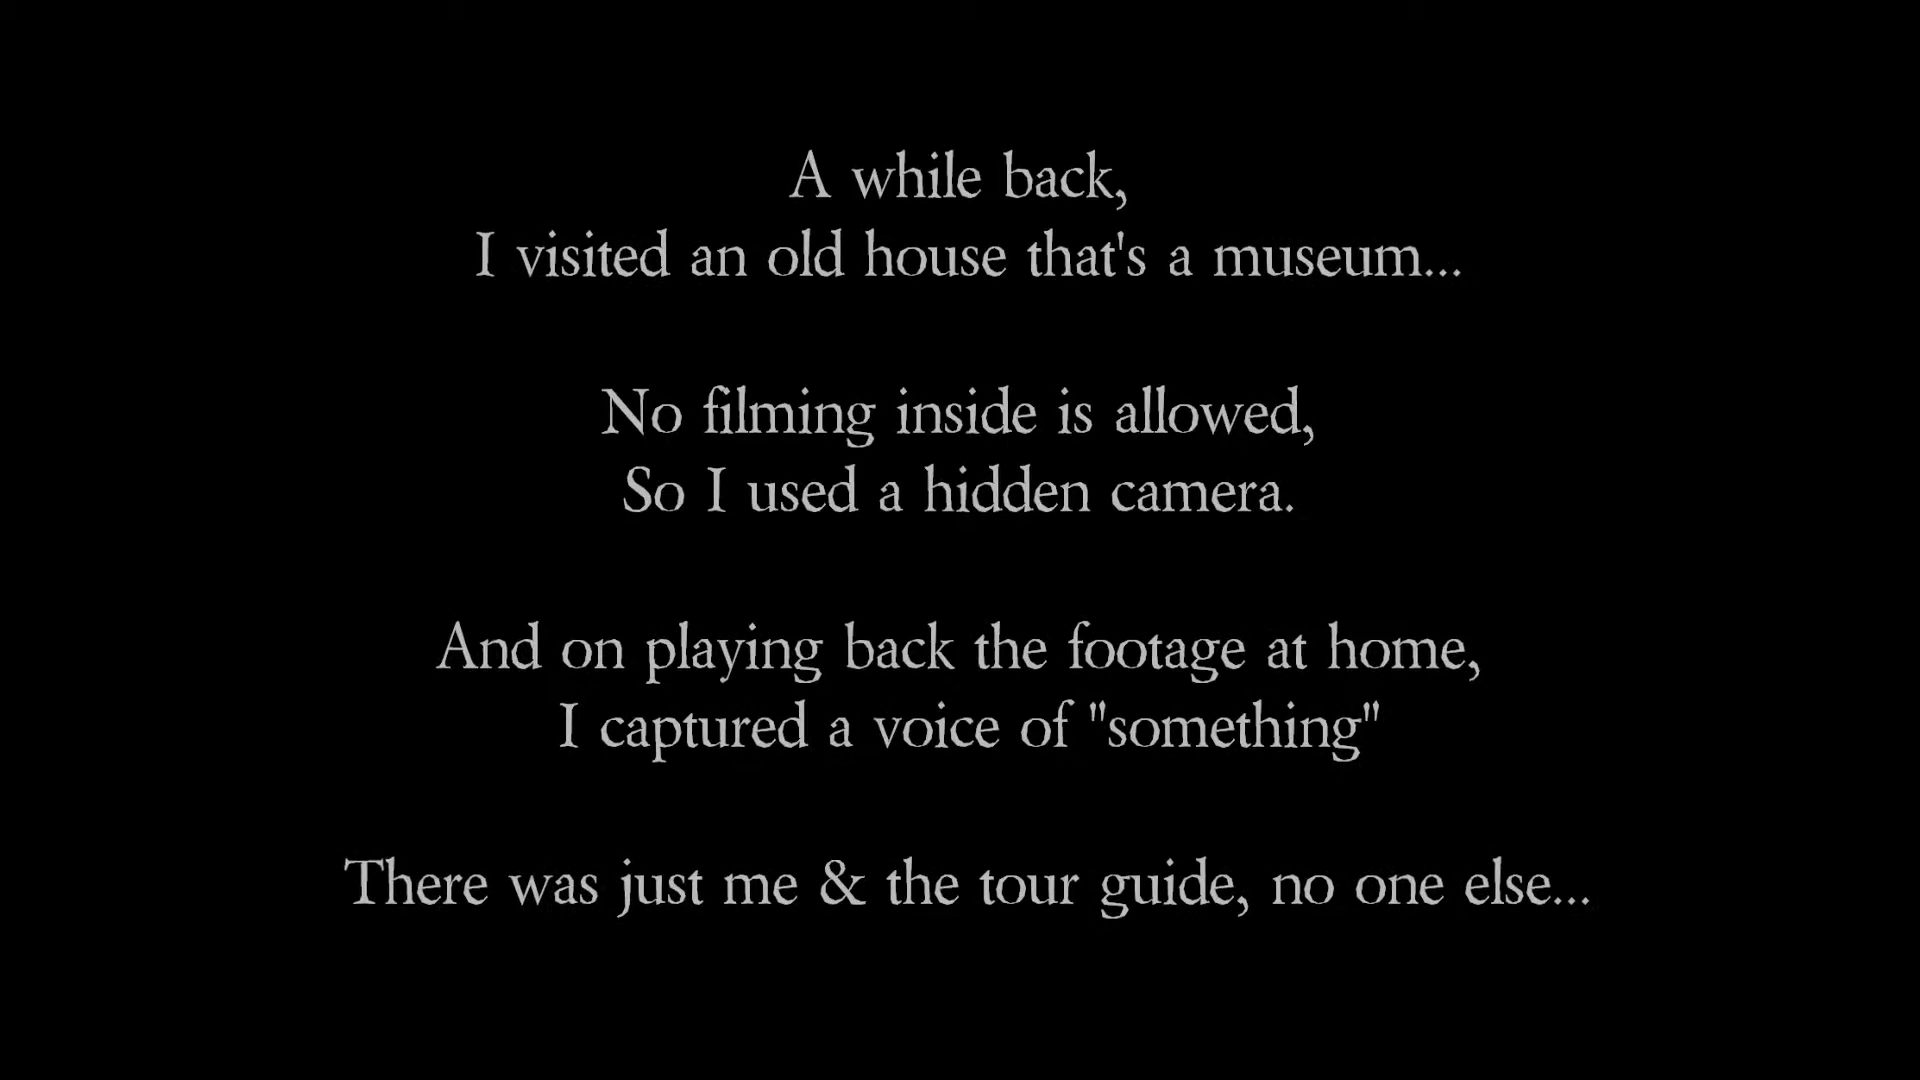 A while back,
I visited an old house that's a museum...
No filming inside is allowed,
So I used a hidden camera.
And on playing back the footage at home,
I captured a voice of "something"
There was just me & the tour guide, no one else...